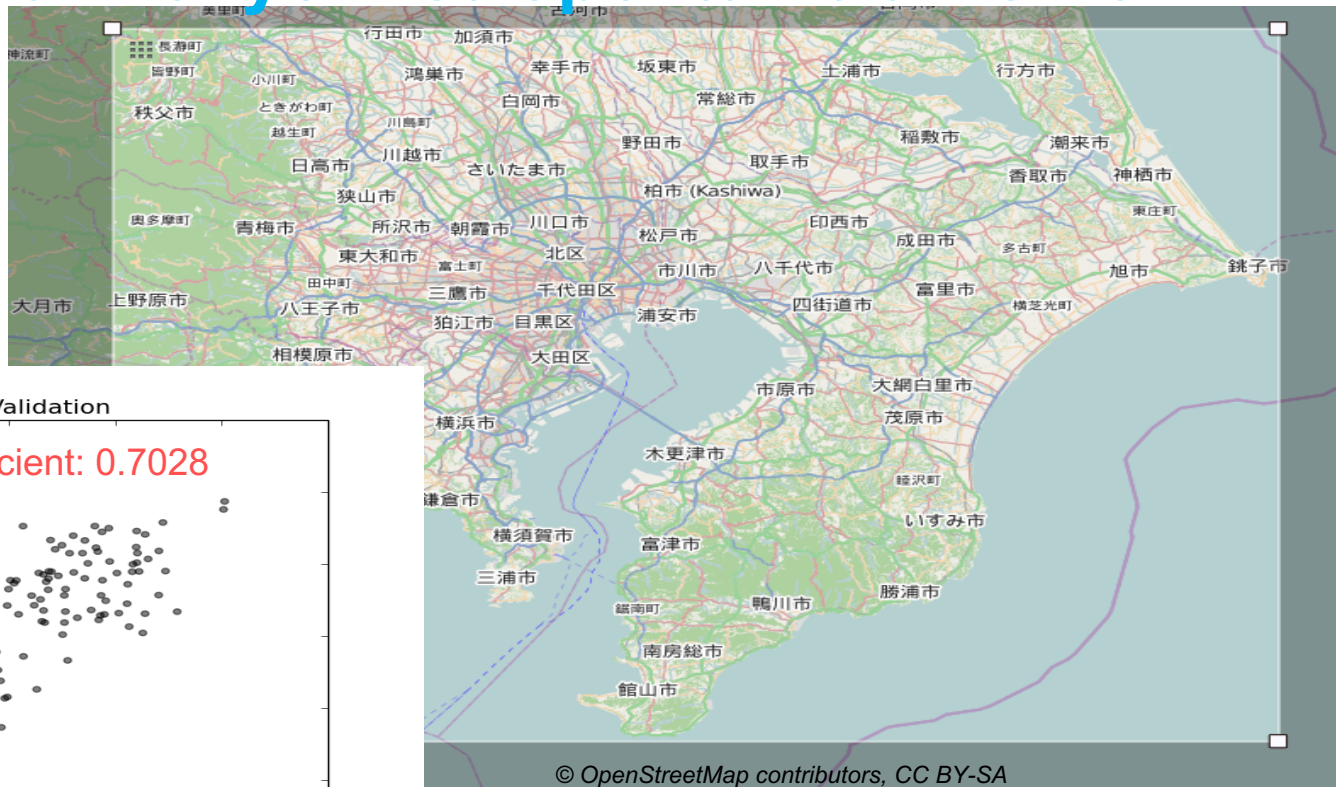 美里町
古河市
神流町
長瀞町
行田市
加須市
皆野町
小川町
鴻巣市
幸手市
坂東市
土浦市
行方市
秩父市
ときがわ町
白岡市
常総市
越生町
川島町
野田市
稲敷市
潮来市
日高市
川越市
さいたま市
取手市
香取市
神栖市
狭山市
柏市 (Kashiwa)
奥多摩町
青梅市
所沢市
朝霞市
川口市
松戸市
印西市
成田市
東庄町
東大和市
富士町
北区
市川市
八千代市
多古町
旭市
銚子市
田中町
大月市
上野原市
八王子市
三鷹市
千代田区
四街道市
富里市
横芝光町
狛江市
目黒区
浦安市
相模原市
大田区
市原市
大網白里市
Validation
横浜市
茂原市
cient: 0.7028
木更津市
鎌倉市
睦沢町
横須賀市
富津市
いすみ市
三浦市
鋸南町
鴨川市
勝浦市
南房総市
館山市
© OpenStreetMap contributors, CC BY-SA